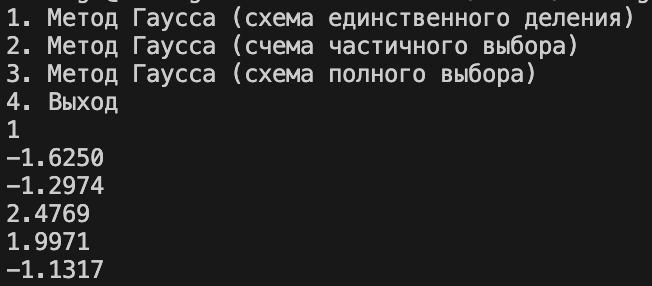 1. Метод Гаусса (схема единственного деления)
2. Метод Гаусса (счема частичного выбора)
3. Метод Гаусса (схема полного выбора)
4. Выход
1
-1.6250
-1.2974
2.4769
1.9971
-1.1317